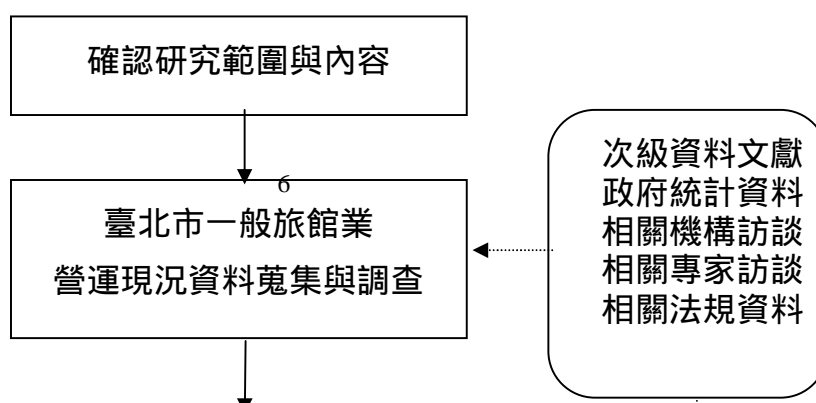 確認研究範圍與內容
6
臺北市一般旅館業
營運現況資料蒐集與調查
次級資料文獻
政府統計資料
相關機構訪談
相關專家訪談
相關法規資料